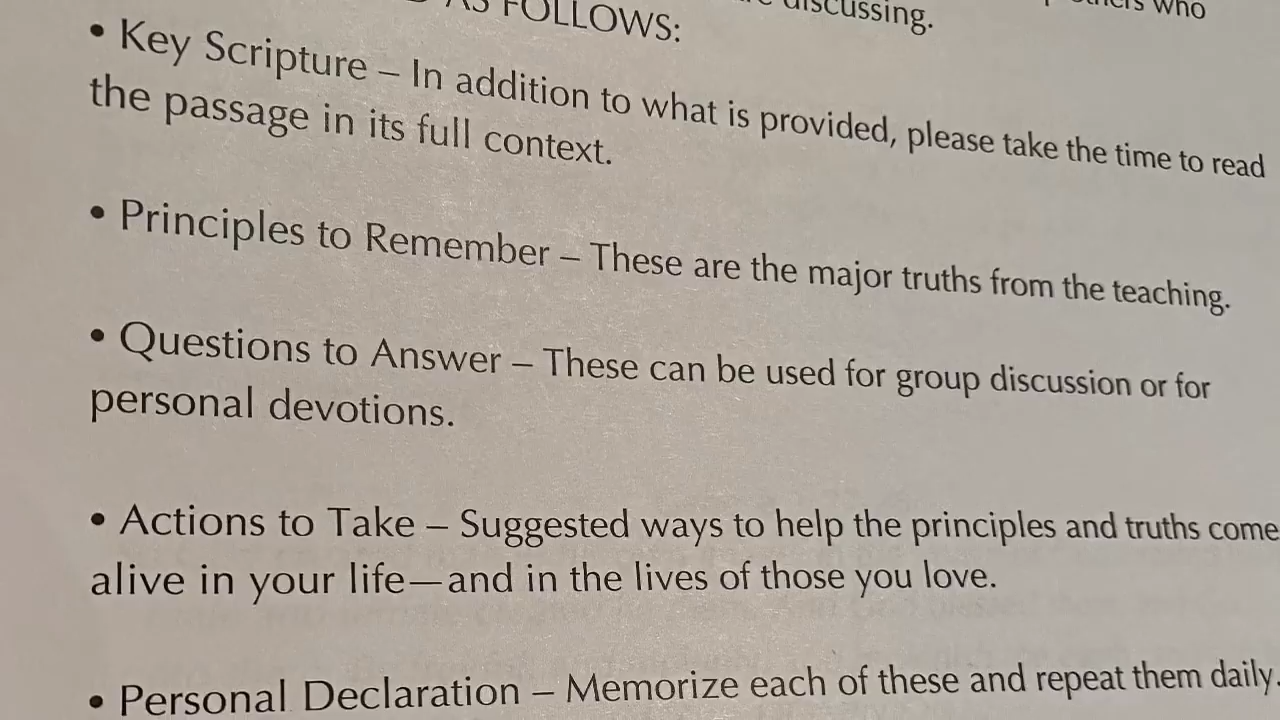 discussing.
who
AS FOLLOWS:
• Key Scripture – In addition to what is provided, please take the time to read
the passage in its full context.
• Principles to Remember – These are the major truths from the teaching.
• Questions to Answer – These can be used for group discussion or for
personal devotions.
• Actions to Take – Suggested ways to help the principles and truths come
alive in your life—and in the lives of those you love.
• Personal Declaration – Memorize each of these and repeat them daily.